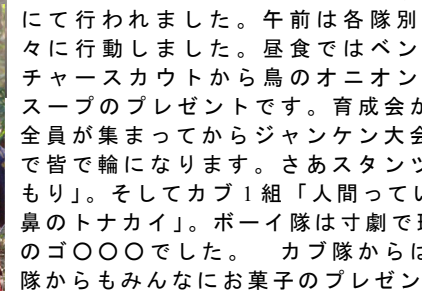 にて行われました。午前は各隊別
々に行動しました。昼食ではベン
チャースカウトから鳥のオニオン
スープのプレゼントです。育成会か
全員が集まってからジャンケン大会
で皆で輪になります。さあスタンツ
もり」。そしてカブ1組「人間ってい
鼻のトナカイ」。ボーイ隊は寸劇で
のゴ〇〇〇でした。　カブ隊からは
隊からもみんなにお菓子のプレゼン